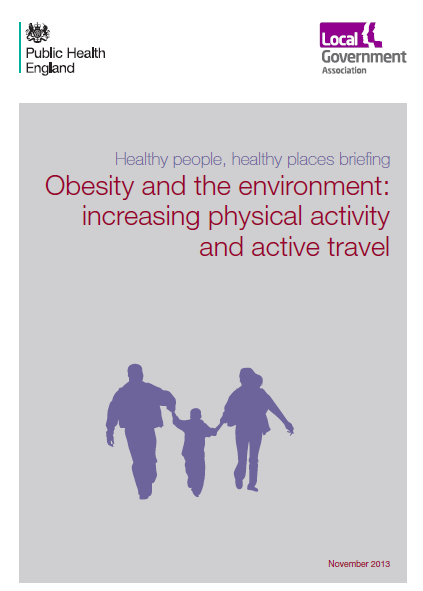 Public Health
England
Local
Government
Association
Healthy people, healthy places briefing
Obesity and the environment:
increasing physical activity
and active travel
November 2013